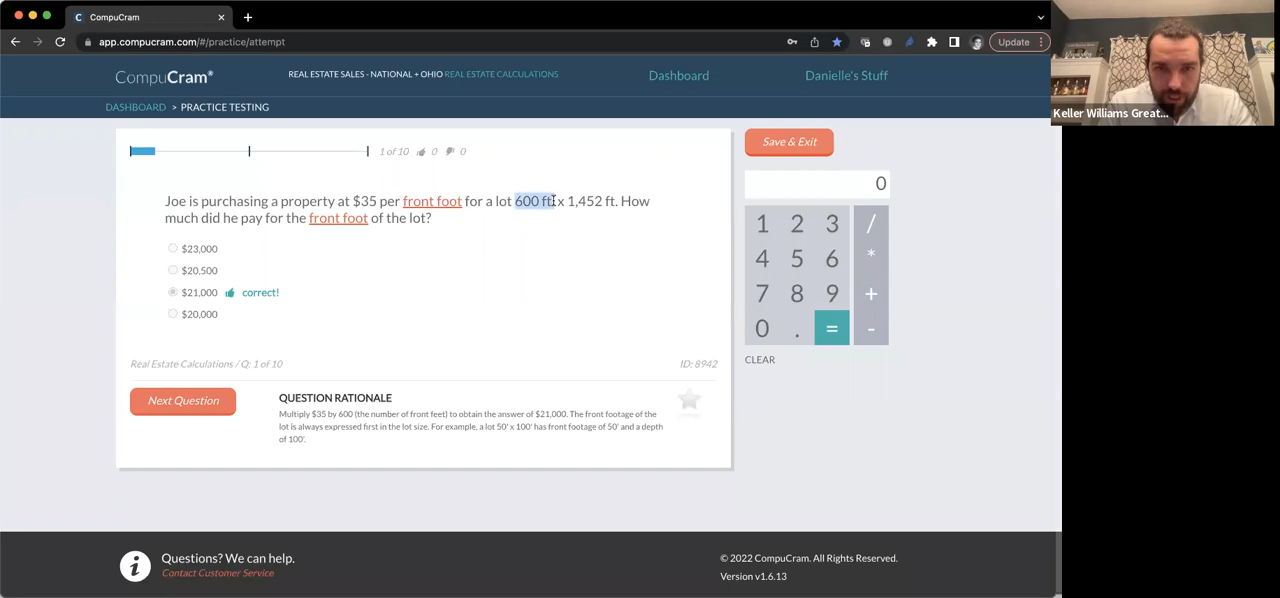 CompuCram
app.compucram.com/#/practice/attempt
Update
CompuCram®
REAL ESTATE SALES - NATIONAL + OHIO REAL ESTATE CALCULATIONS
Dashboard
Danielle's Stuff
DASHBOARD > PRACTICE TESTING
Keller Williams Great...
1 of 10 0 0
Save & Exit
0
Joe is purchasing a property at $35 per front foot for a lot 600 ft. x 1,452 ft. How
much did he pay for the front foot of the lot?
$23,000
$20,500
$21,000 correct!
$20,000
1 2 3 /
4 5 6 *
7 8 9 +
0 . = -
CLEAR
Real Estate Calculations / Q: 1 of 10
ID: 8942
Next Question
QUESTION RATIONALE
Multiply $35 by 600 (the number of front feet) to obtain the answer of $21,000. The front footage of the
lot is always expressed first in the lot size. For example, a lot 50' x 100' has front footage of 50' and a depth
of 100'.
Questions? We can help.
Contact Customer Service
© 2022 CompuCram. All Rights Reserved.
Version v1.6.13